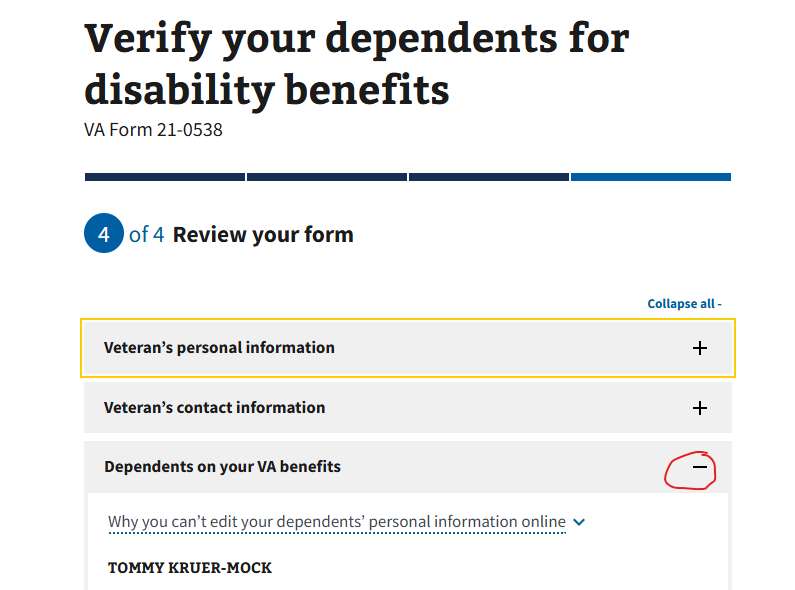 Verify your dependents for
disability benefits
VA Form 21-0538
4 of 4 Review your form
Collapse all -
Veteran’s personal information
Veteran’s contact information
Dependents on your VA benefits
Why you can’t edit your dependents’ personal information online
TOMMY KRUER-MOCK